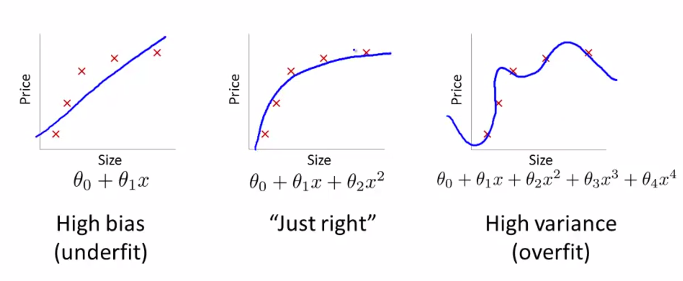 Price
Size
θ₀ + θ₁x
High bias
(underfit)
Price
Size
θ₀ + θ₁x + θ₂x²
“Just right”
Price
Size
θ₀ + θ₁x + θ₂x² + θ₃x³ + θ₄x⁴
High variance
(overfit)